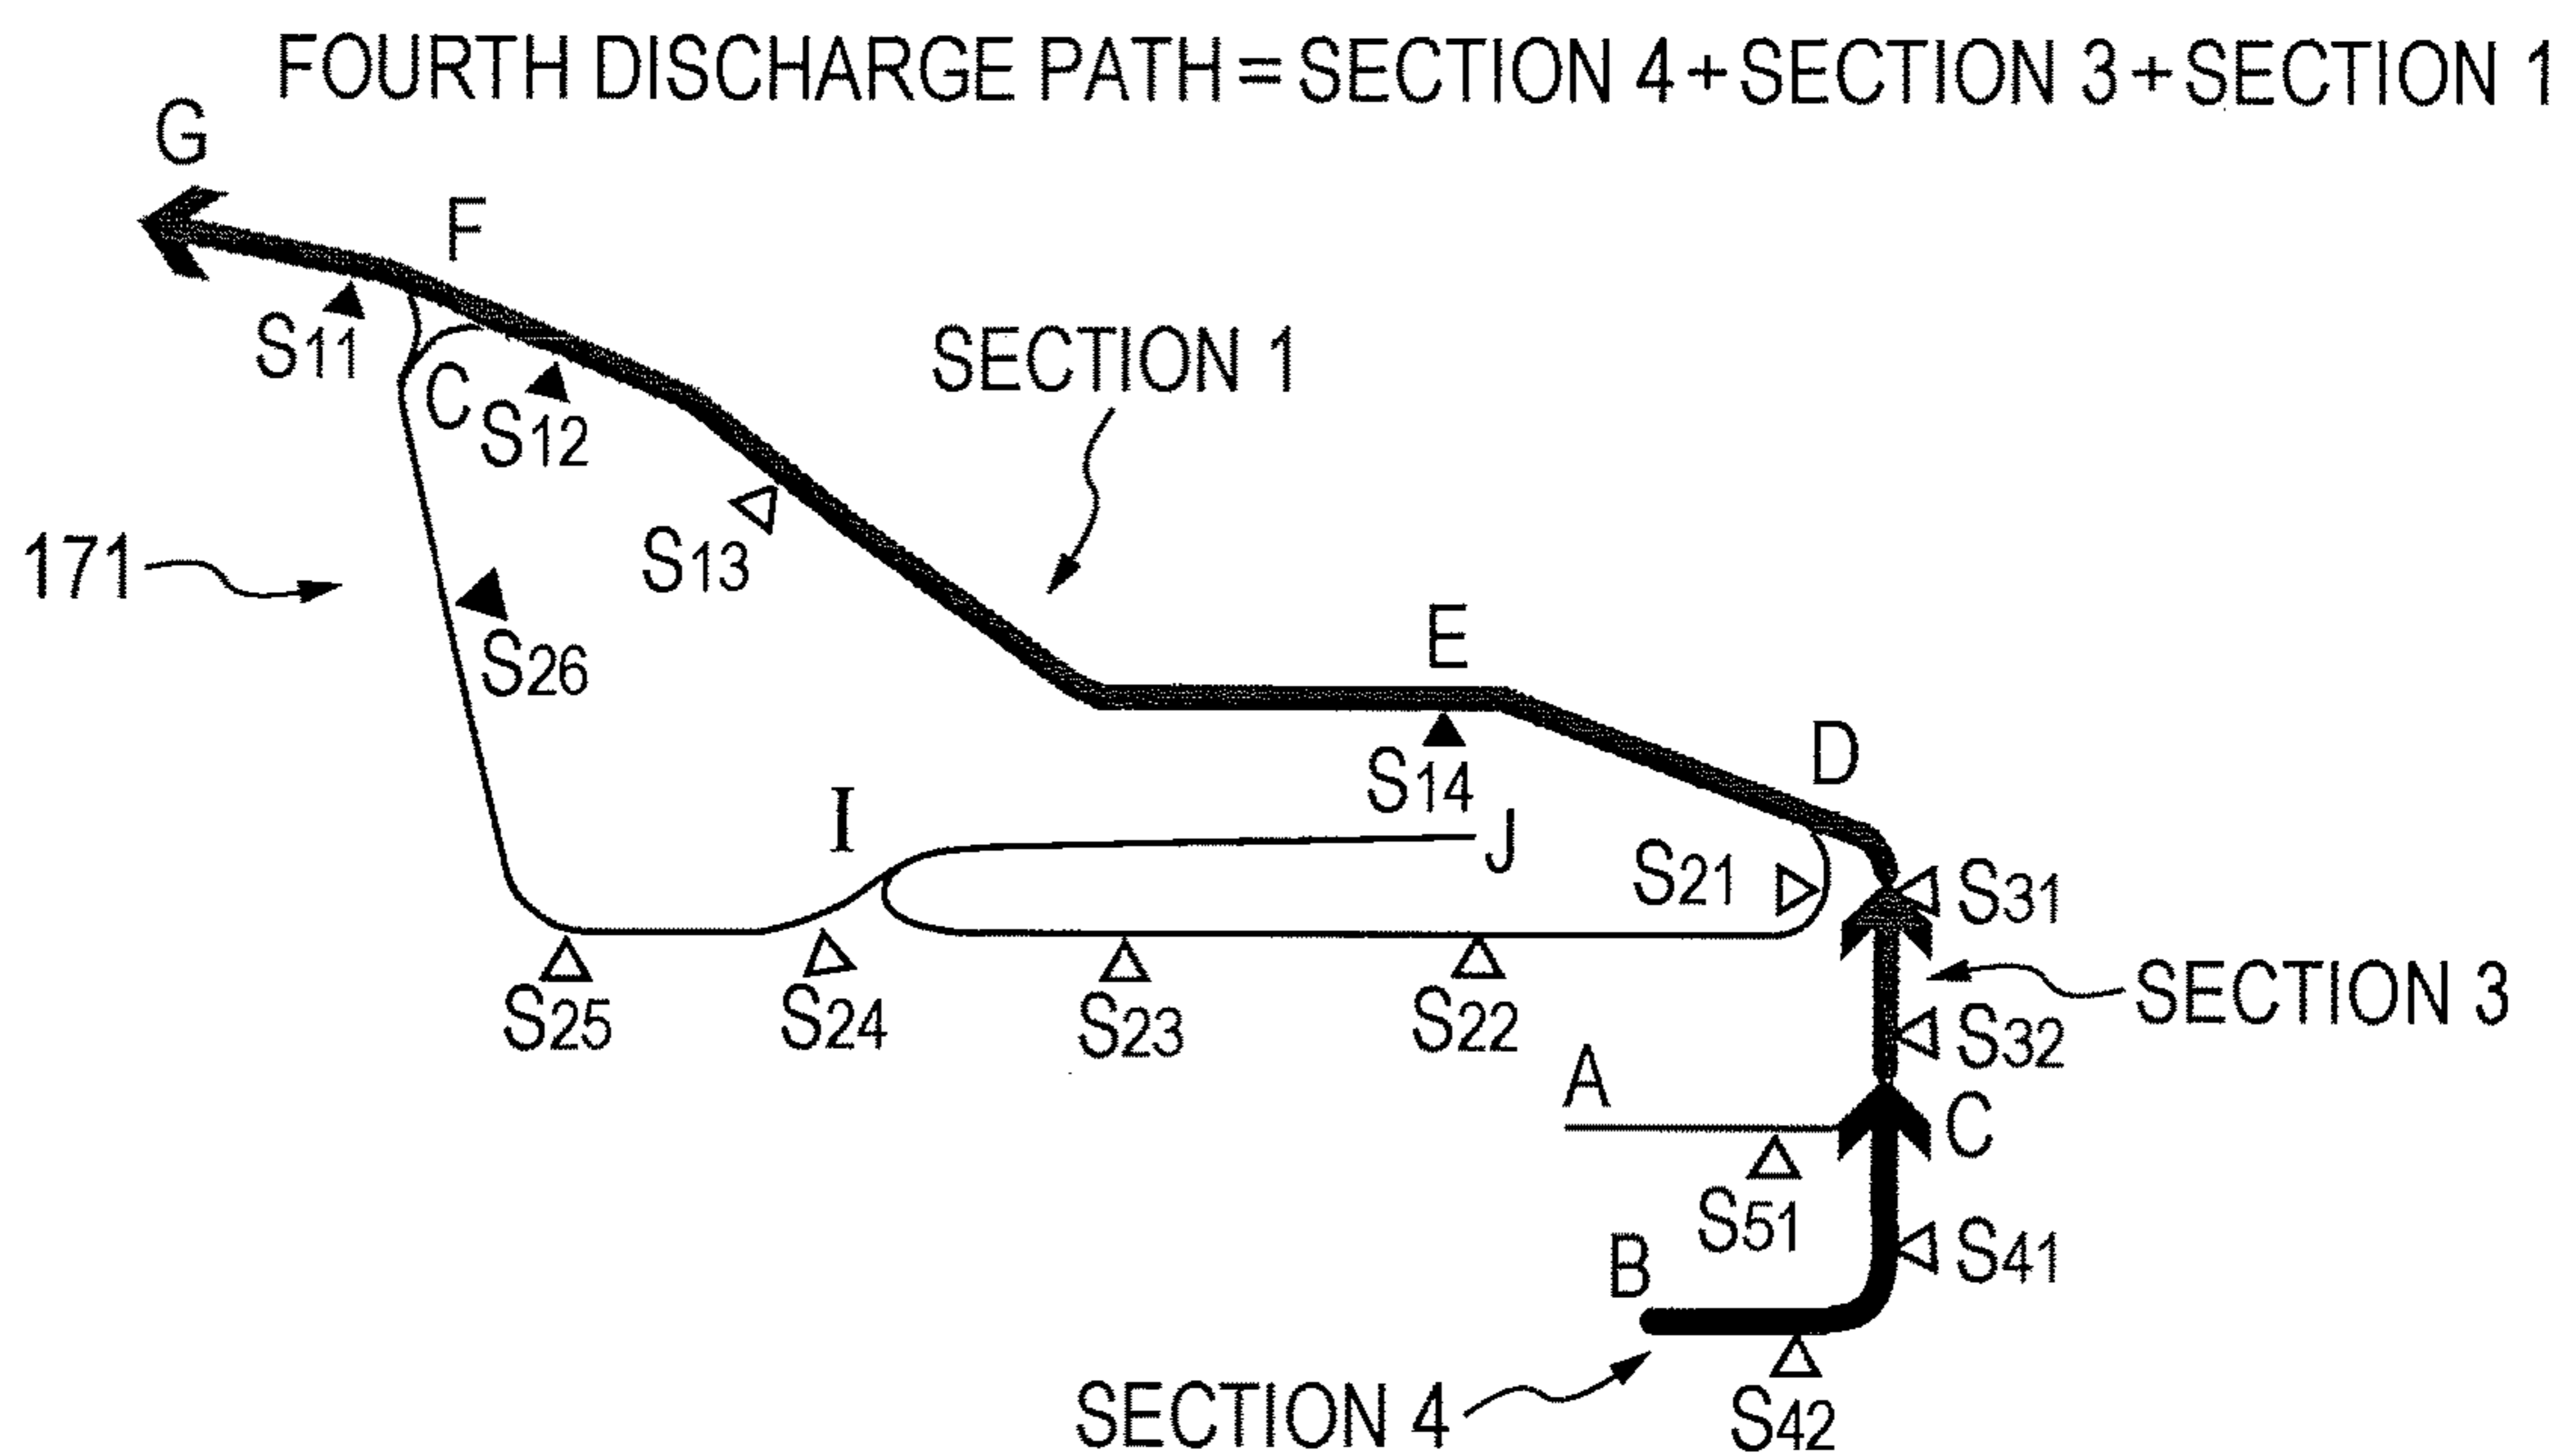 FOURTH DISCHARGE PATH = SECTION 4 + SECTION 3 + SECTION 1
G
F
S11
C
S12
SECTION 1
S13
171
S26
E
S14
D
I
J
S21
S31
S25
S24
S23
S22
SECTION 3
S32
A
C
S51
B
S41
SECTION 4
S42